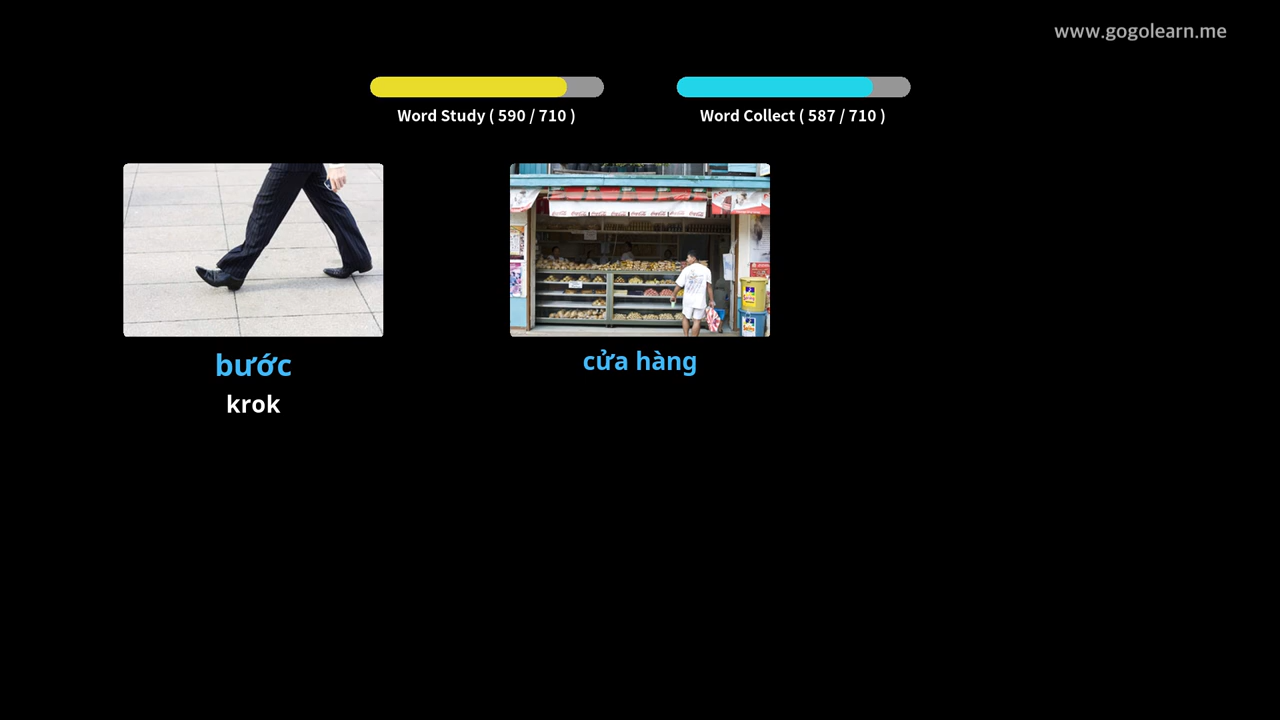 www.gogolearn.me
Word Study ( 590 / 710 )
Word Collect ( 587 / 710 )
bước
krok
cửa hàng